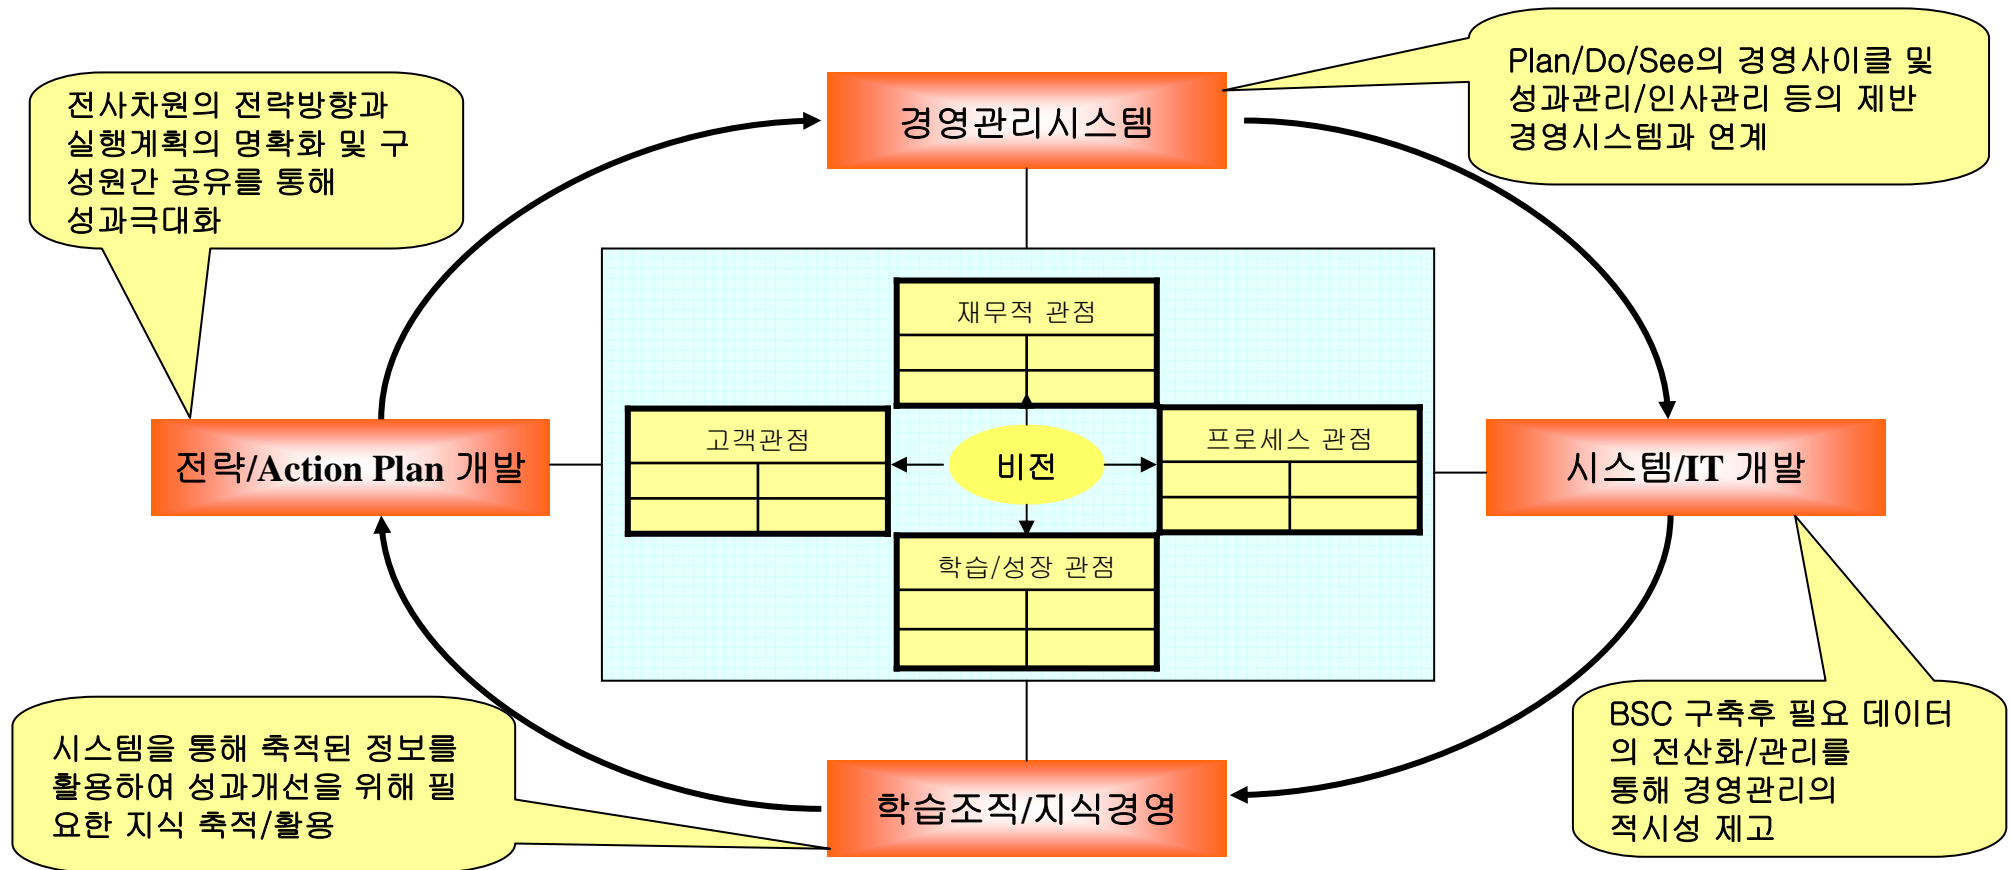 Plan/Do/See의 경영사이클 및
성과관리/인사관리 등의 제반
경영시스템과 연계
전사차원의 전략방향과
실행계획의 명확화 및 구
성원간 공유를 통해
성과극대화
경영관리시스템
재무적 관점
고객관점
프로세스 관점
비전
전략/Action Plan 개발
시스템/IT 개발
학습/성장 관점
BSC 구축후 필요 데이터
의 전산화/관리를
통해 경영관리의
적시성 제고
시스템을 통해 축적된 정보를
활용하여 성과개선을 위해 필
요한 지식 축적/활용
학습조직/지식경영